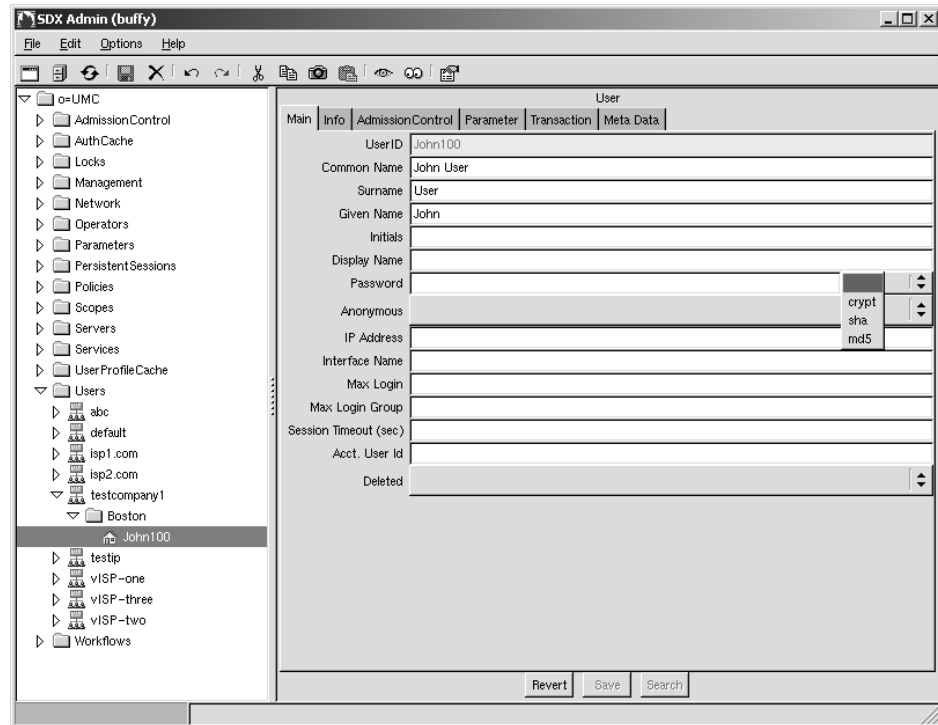 SDX Admin (buffy)
File Edit Options Help
o=UMC
AdmissionControl
AuthCache
Locks
Management
Network
Operators
Parameters
PersistentSessions
Policies
Scopes
Servers
Services
UserProfileCache
Users
abc
default
isp1.com
isp2.com
testcompany1
Boston
John100
testip
vISP-one
vISP-three
vISP-two
Workflows
User
Main Info AdmissionControl Parameter Transaction Meta Data
UserID John100
Common Name John User
Surname User
Given Name John
Initials
Display Name
Password
crypt
sha
md5
Anonymous
IP Address
Interface Name
Max Login
Max Login Group
Session Timeout (sec)
Acct. User Id
Deleted
Revert Save Search